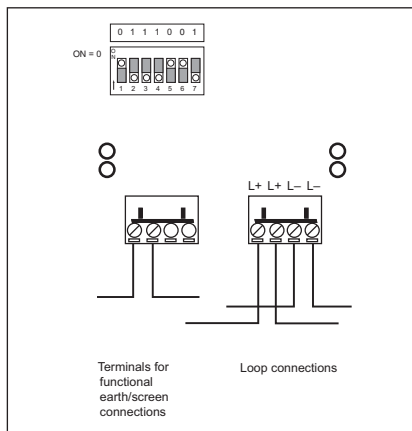 0 1 1 1 0 0 1
ON = 0
ON
1 2 3 4 5 6 7
L+ L+ L– L–
Terminals for
functional
earth/screen
connections
Loop connections